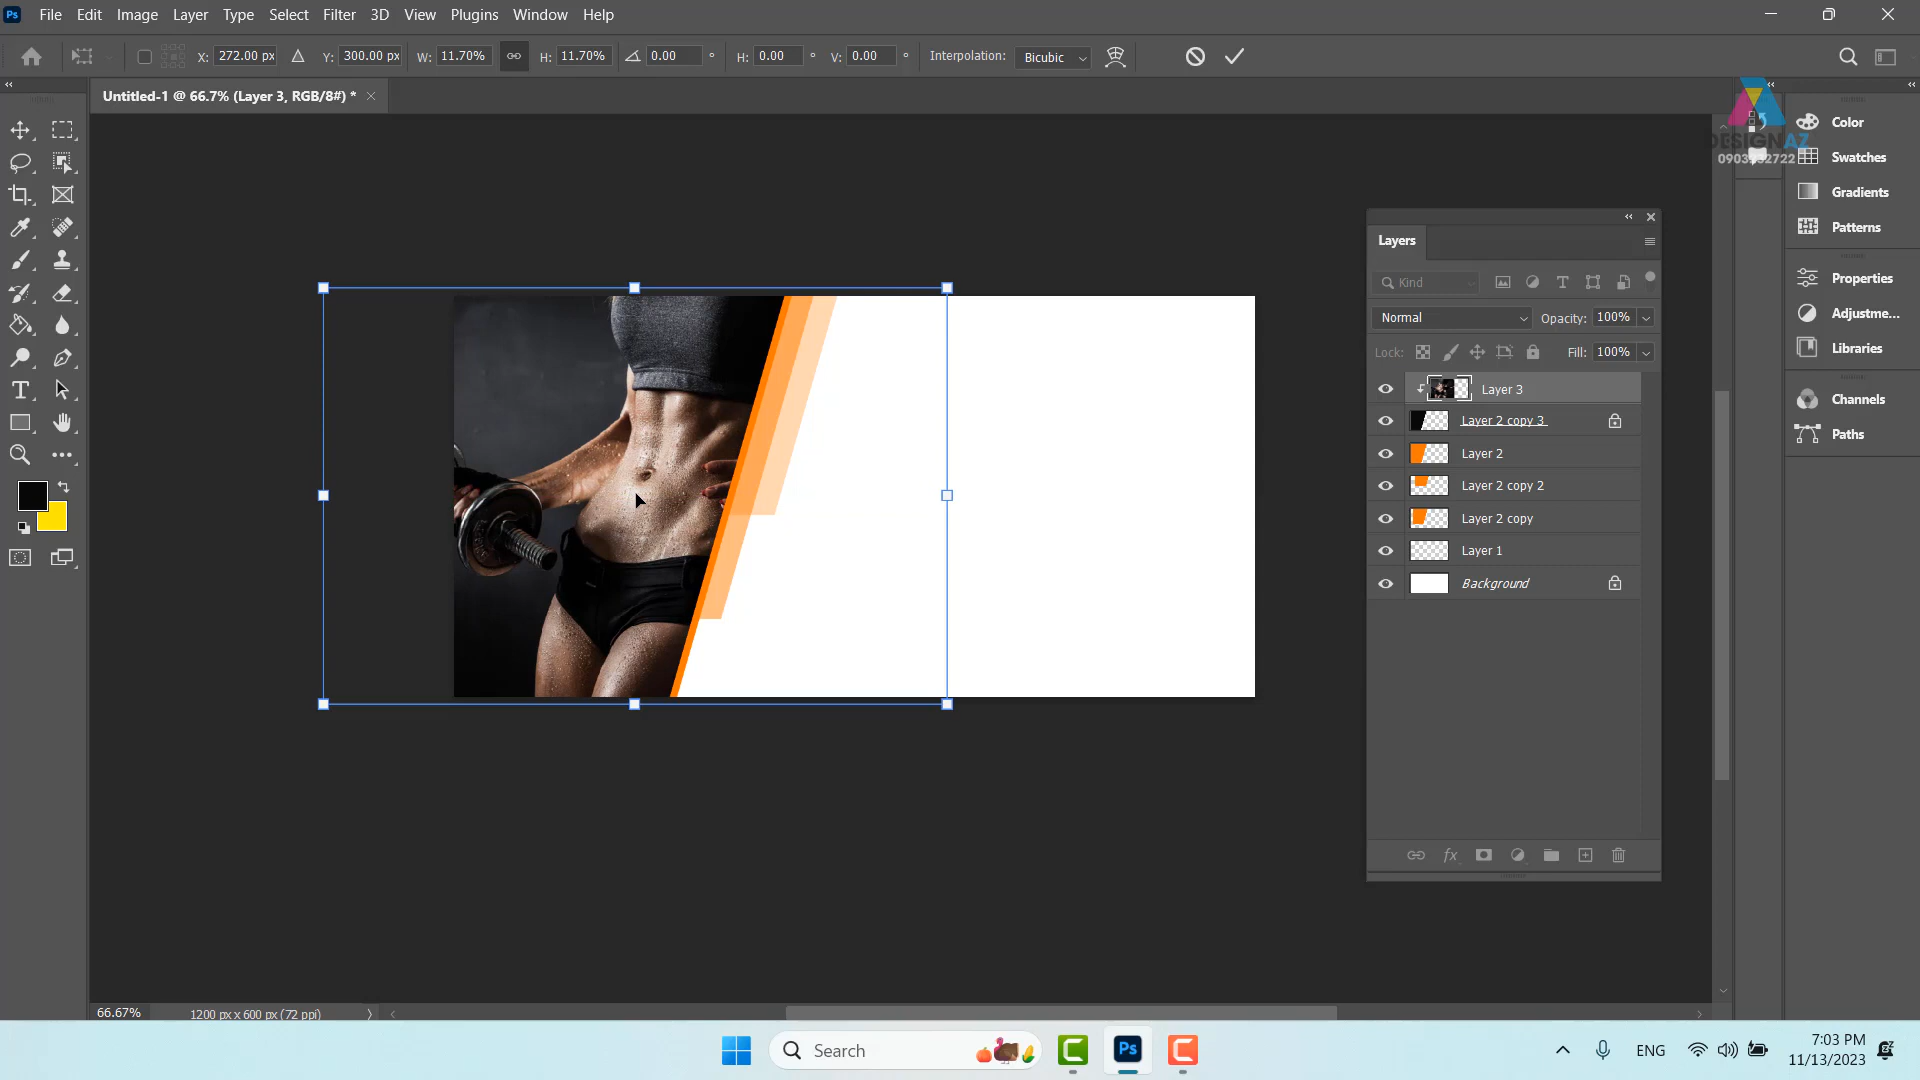 Ps File Edit Image Layer Type Select Filter 3D View Plugins Window Help
X: 272.00 px Y: 300.00 px W: 11.70% H: 11.70% 0.00 ° H: 0.00 ° V: 0.00 ° Interpolation: Bicubic
Untitled-1 @ 66.7% (Layer 3, RGB/8#) *
DESIGNAZ
Color
Swatches
Gradients
Patterns
Properties
Adjustme...
Libraries
Channels
Paths
Layers
Kind
Normal Opacity: 100%
Lock: Fill: 100%
Layer 3
Layer 2 copy 3
Layer 2
Layer 2 copy 2
Layer 2 copy
Layer 1
Background
fx
66.67% 1200 px x 600 px (72 ppi)
Search
Ps
ENG
7:03 PM
11/13/2023